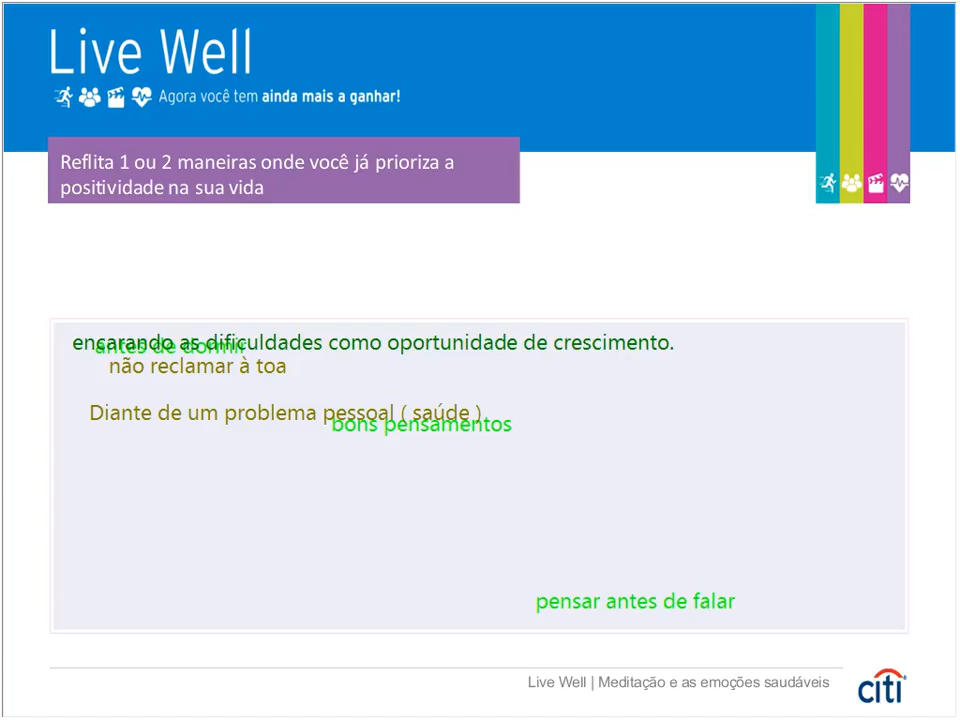 Live Well
Agora você tem ainda mais a ganhar!
Reflita 1 ou 2 maneiras onde você já prioriza a
positividade na sua vida
encarando as dificuldades como oportunidade de crescimento.
antes de dormir
não reclamar à toa
Diante de um problema pessoal ( saúde )
bons pensamentos
pensar antes de falar
Live Well | Meditação e as emoções saudáveis
citi